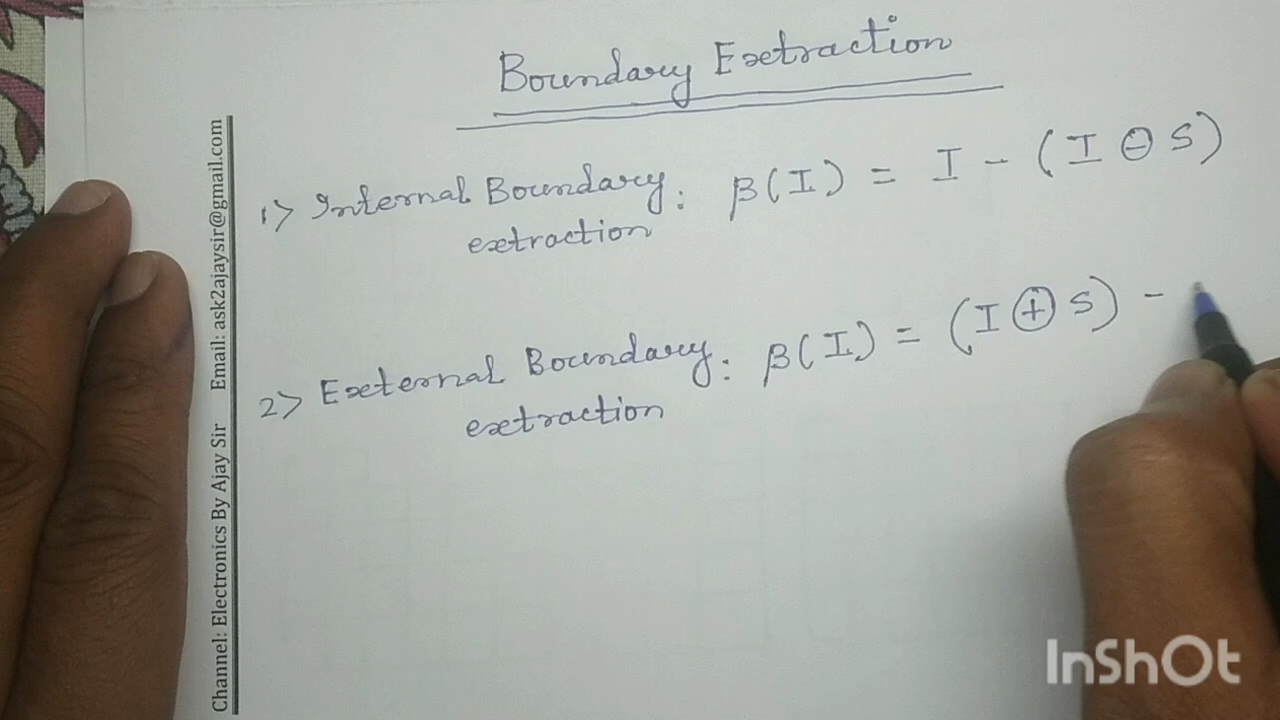 Boundary Extraction
1> Internal Boundary : β(I) = I - (I ⊖ S)
extraction
2> External Boundary : β(I) = (I ⊕ S) -
extraction
Channel: Electronics By Ajay Sir Email: ask2ajaysir@gmail.com
InShOt